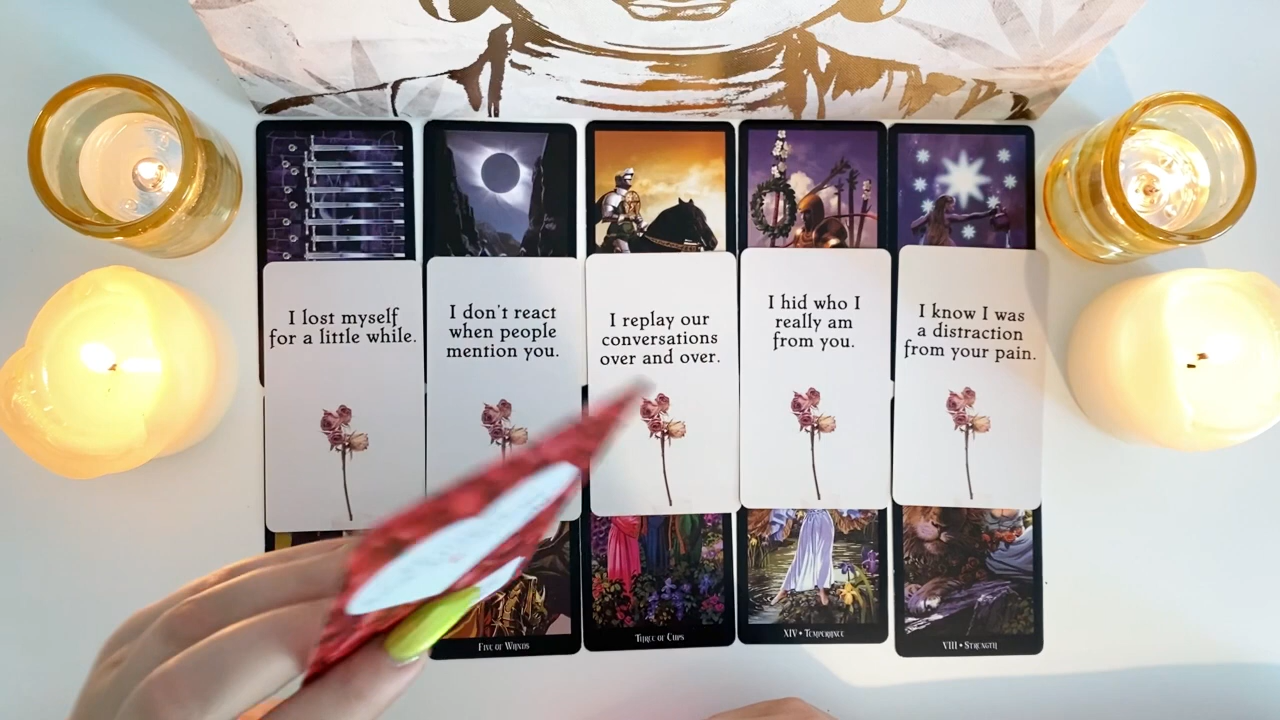 I lost myself
for a little while.
I don't react
when people
mention you.
I replay our
conversations
over and over.
I hid who I
really am
from you.
I know I was
a distraction
from your pain.
Five of Wands
Three of Cups
XIV • Temperance
VIII • Strength